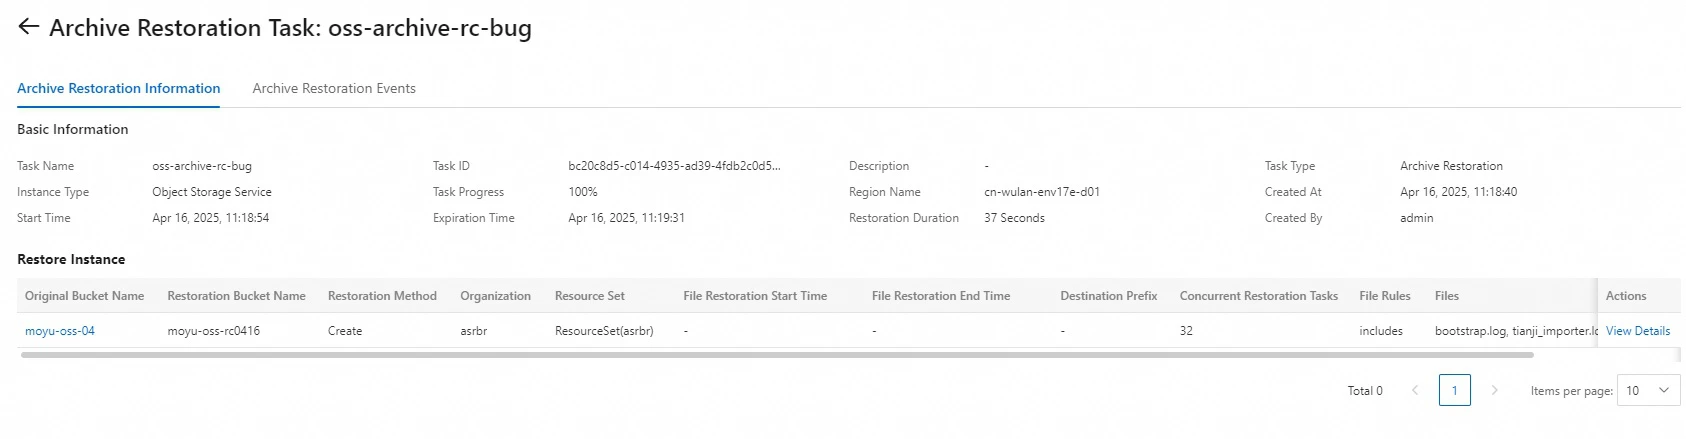 Archive Restoration Task: oss-archive-rc-bug
Archive Restoration Information Archive Restoration Events
Basic Information
Task Name oss-archive-rc-bug Task ID bc20c8d5-c014-4935-ad39-4fdb2c0d5... Description - Task Type Archive Restoration
Instance Type Object Storage Service Task Progress 100% Region Name cn-wulan-env17e-d01 Created At Apr 16, 2025, 11:18:40
Start Time Apr 16, 2025, 11:18:54 Expiration Time Apr 16, 2025, 11:19:31 Restoration Duration 37 Seconds Created By admin
Restore Instance
Original Bucket Name Restoration Bucket Name Restoration Method Organization Resource Set File Restoration Start Time File Restoration End Time Destination Prefix Concurrent Restoration Tasks File Rules Files Actions
moyu-oss-04 moyu-oss-rc0416 Create asrbr ResourceSet(asrbr) - - - 32 includes bootstrap.log, tianji_importer.lo View Details
Total 0 1 Items per page: 10